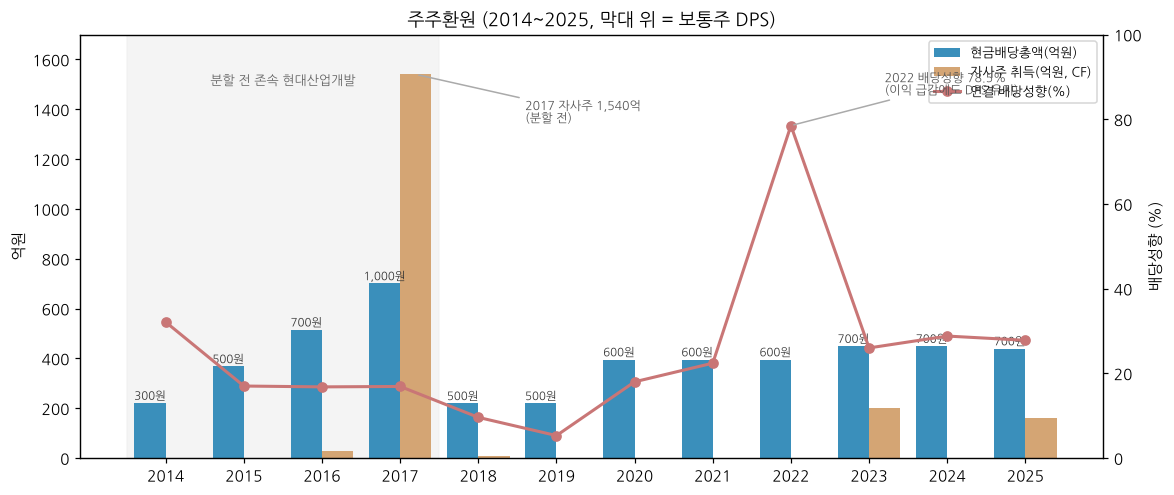 주주환원 (2014~2025, 막대 위 = 보통주 DPS)
현금배당총액(억원)
자사주 취득(억원, CF)
연결 배당성향(%)
분할 전 존속 현대산업개발
2017 자사주 1,540억
(분할 전)
2022 배당성향 78.5%
(이익 급감에도 DPS
억원
배당성향 (%)
1600
1400
1200
1000
800
600
400
200
0
100
80
60
40
20
0
300원
500원
700원
1,000원
500원
500원
600원
600원
600원
700원
700원
700원
2014
2015
2016
2017
2018
2019
2020
2021
2022
2023
2024
2025